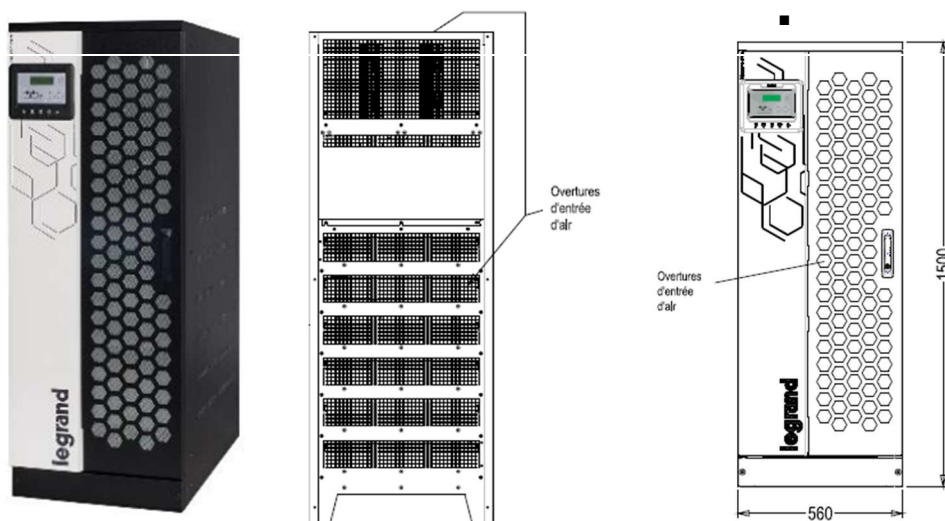 legrand
Overtures
d'entrée
d'air
Overtures
d'entrée
d'air
legrand
1500
560